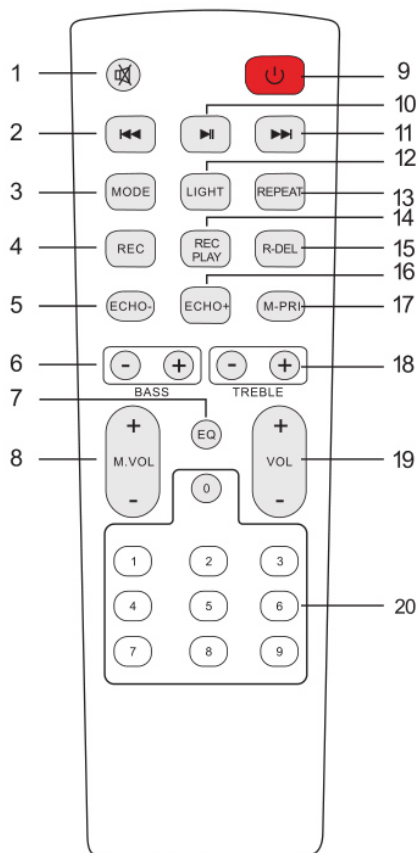 1 9
10
2 11
12
3 MODE LIGHT REPEAT 13
14
4 REC REC PLAY R-DEL 15
16
5 ECHO- ECHO+ M-PRI 17
6 - + - + 18
BASS TREBLE
7
EQ
8 + M.VOL - + VOL - 19
0
1 2 3
4 5 6 20
7 8 9